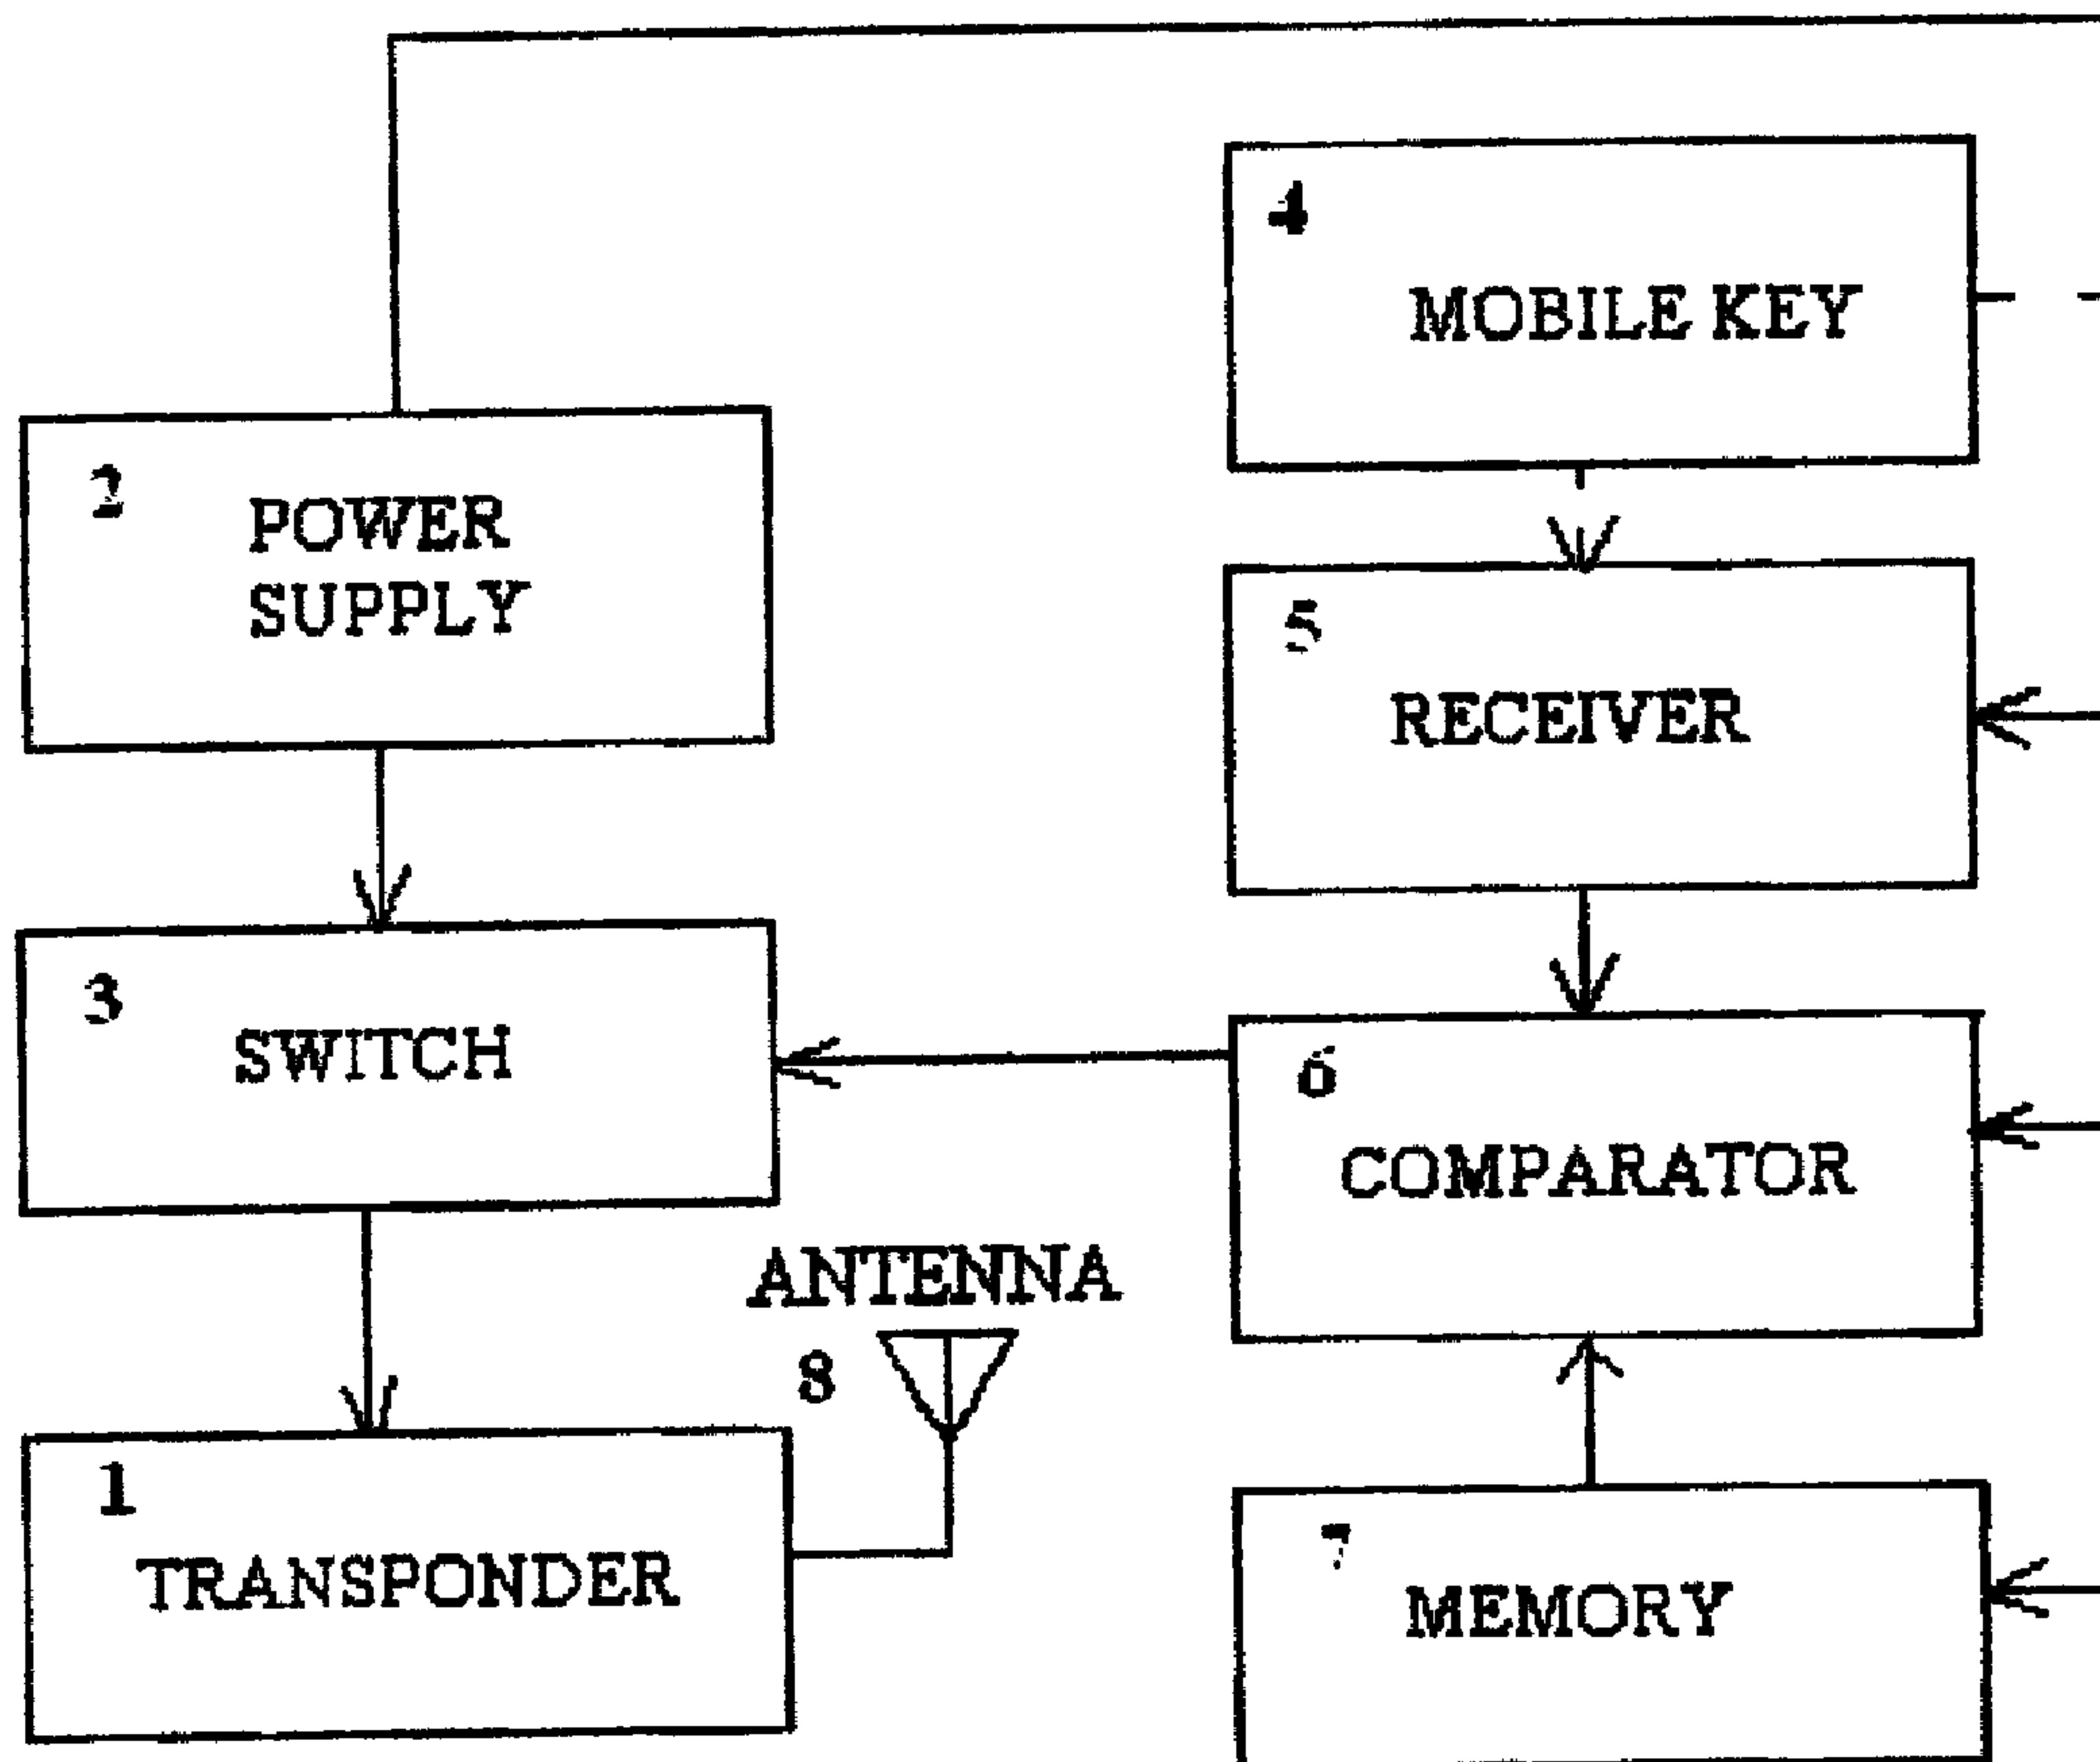 4
MOBILE KEY
2
POWER
SUPPLY
5
RECEIVER
3
SWITCH
6
COMPARATOR
ANTENNA
8
1
TRANSPONDER
7
MEMORY